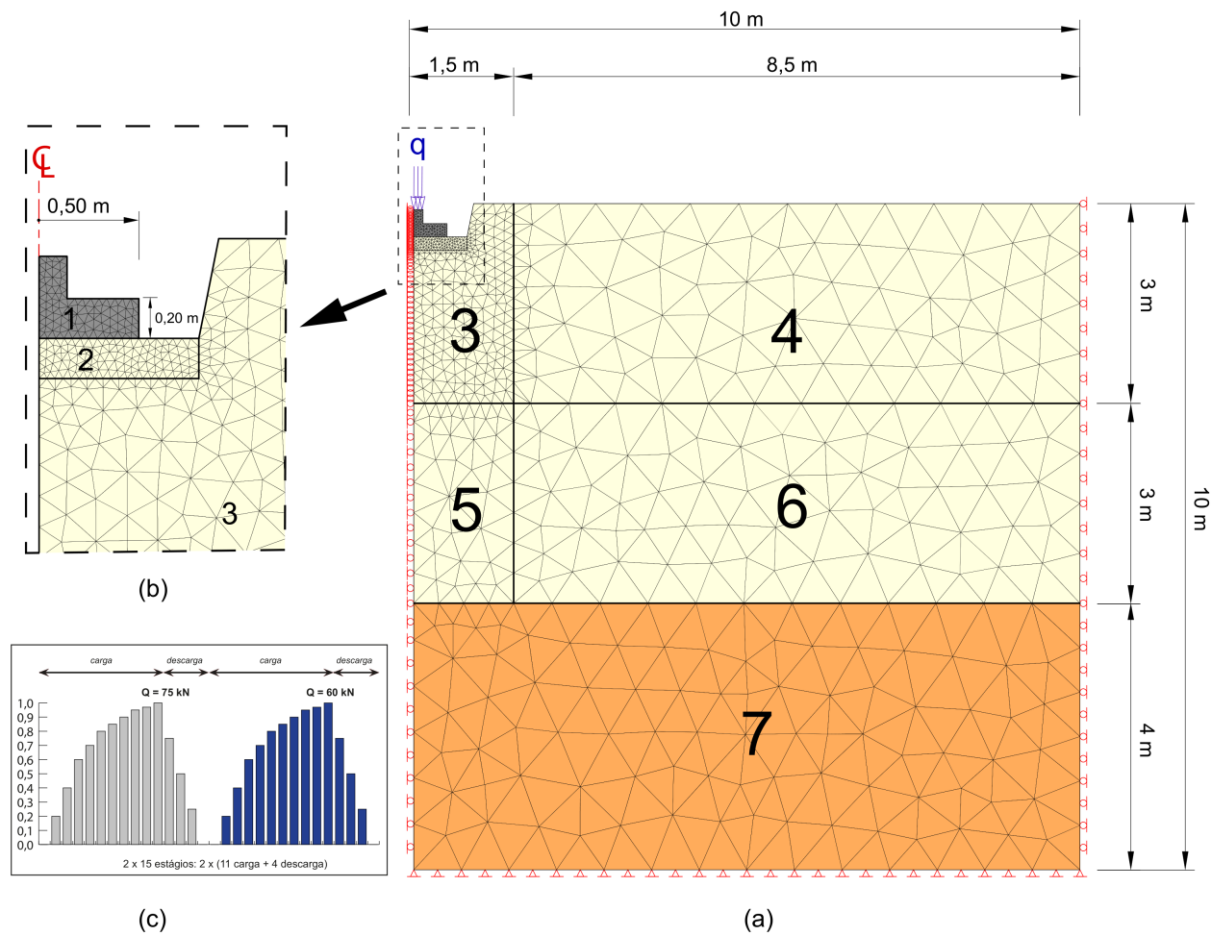 10 m
1,5 m
8,5 m
q
3
4
5
6
7
3 m
3 m
4 m
10 m
(a)
℄
0,50 m
0,20 m
1
2
3
(b)
carga
descarga
carga
descarga
Q = 75 kN
Q = 60 kN
1,0
0,9
0,8
0,7
0,6
0,5
0,4
0,3
0,2
0,1
0,0
2 x 15 estágios: 2 x (11 carga + 4 descarga)
(c)